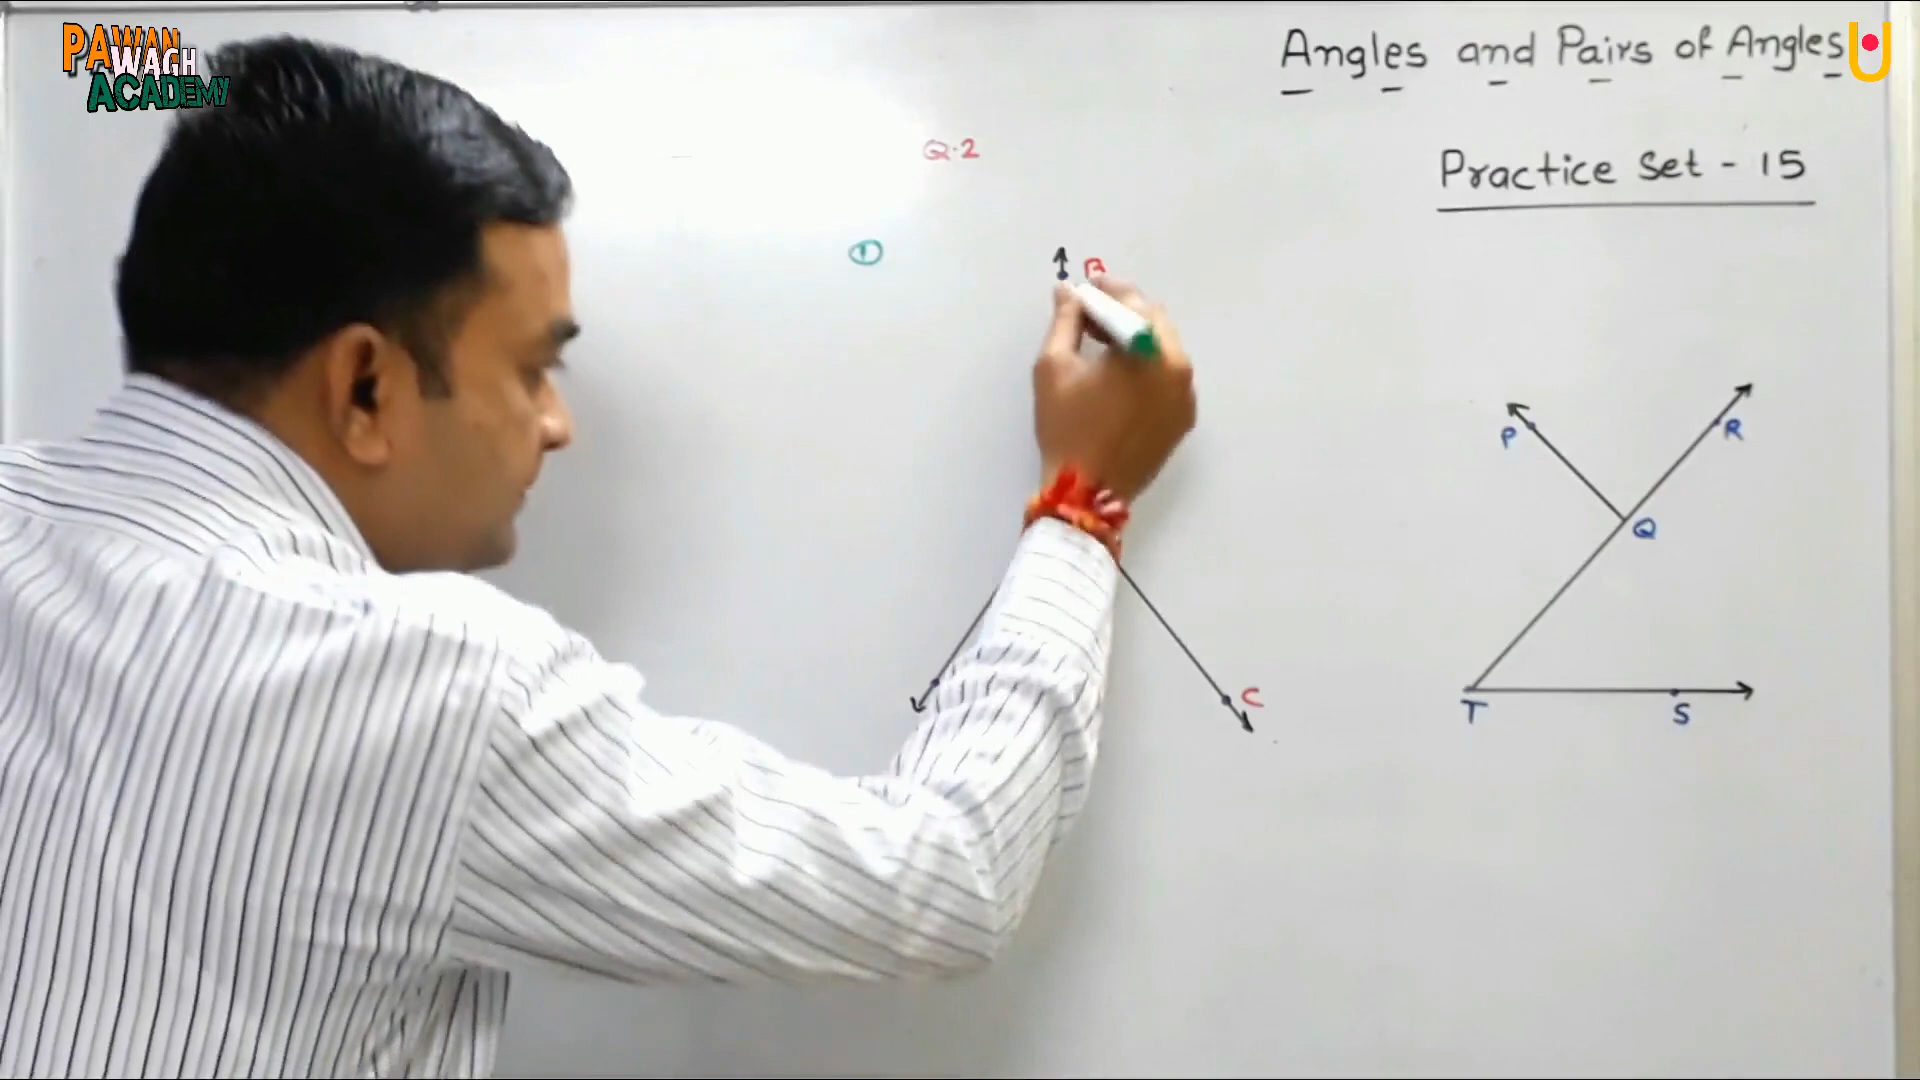 PAWAN
WAGH
ACADEMY
Angles and Pairs of Angles
Q.2
Practice Set - 15
1
B
P
R
Q
C
T
S